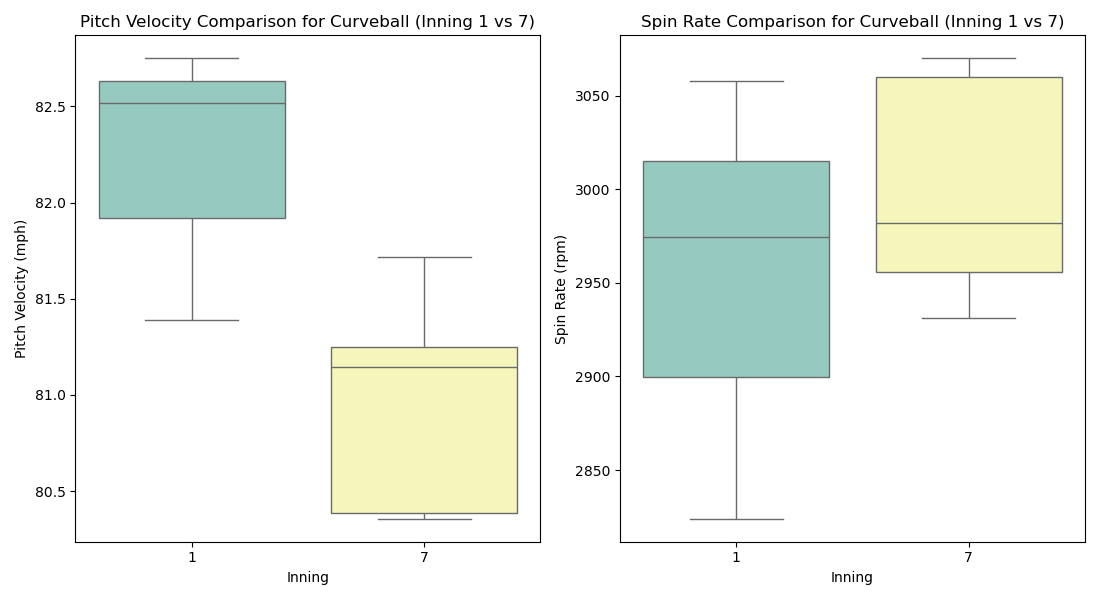 Pitch Velocity Comparison for Curveball (Inning 1 vs 7)
Pitch Velocity (mph)
82.5
82.0
81.5
81.0
80.5
1
7
Inning
Spin Rate Comparison for Curveball (Inning 1 vs 7)
Spin Rate (rpm)
3050
3000
2950
2900
2850
1
7
Inning